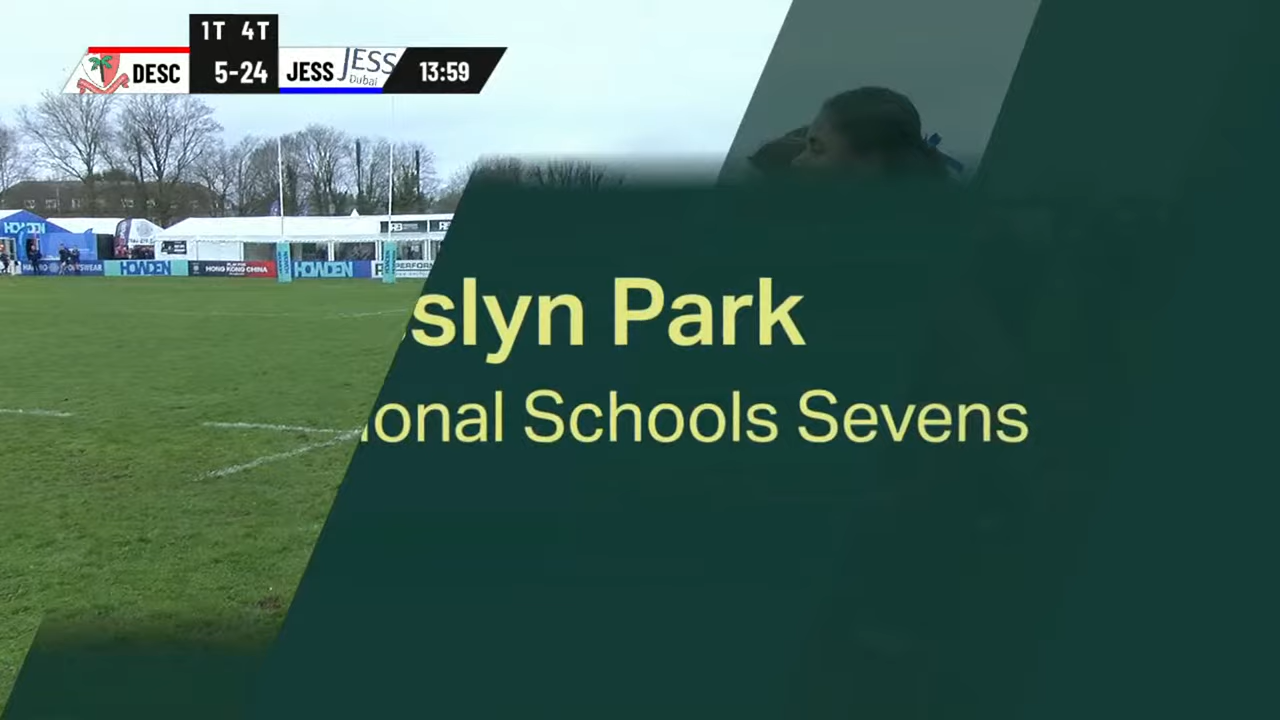 1T 4T
DESC 5-24 JESS JESS 13:59
Dubai
HOWDEN
HOWDEN
HONG KONG CHINA
HOWDEN
slyn Park
ional Schools Sevens